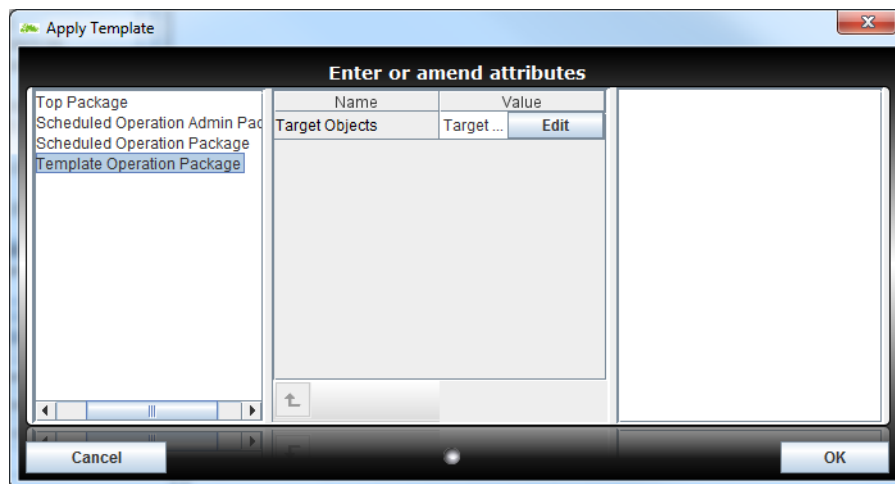 Apply Template
Enter or amend attributes
Top Package
Scheduled Operation Admin Pac
Scheduled Operation Package
Template Operation Package
Name Value
Target Objects Target ... Edit
Cancel OK